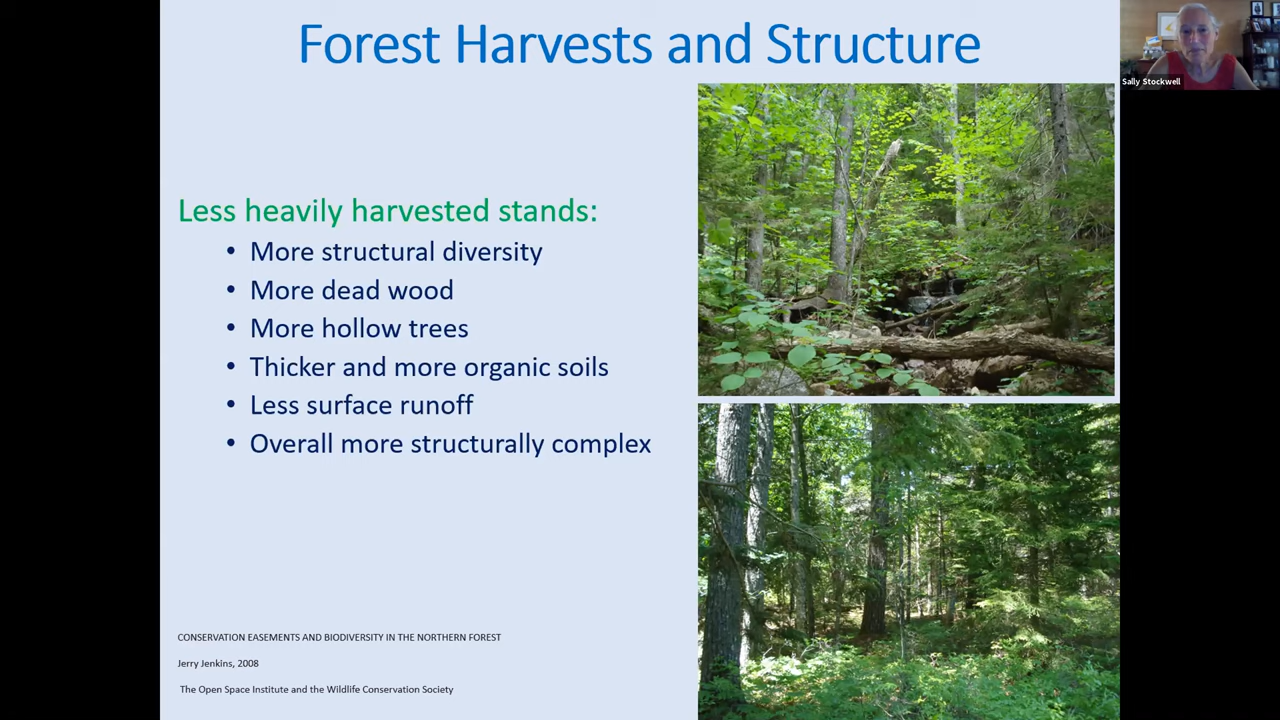 Forest Harvests and Structure
Sally Stockwell
Less heavily harvested stands:
• More structural diversity
• More dead wood
• More hollow trees
• Thicker and more organic soils
• Less surface runoff
• Overall more structurally complex
CONSERVATION EASEMENTS AND BIODIVERSITY IN THE NORTHERN FOREST
Jerry Jenkins, 2008
The Open Space Institute and the Wildlife Conservation Society